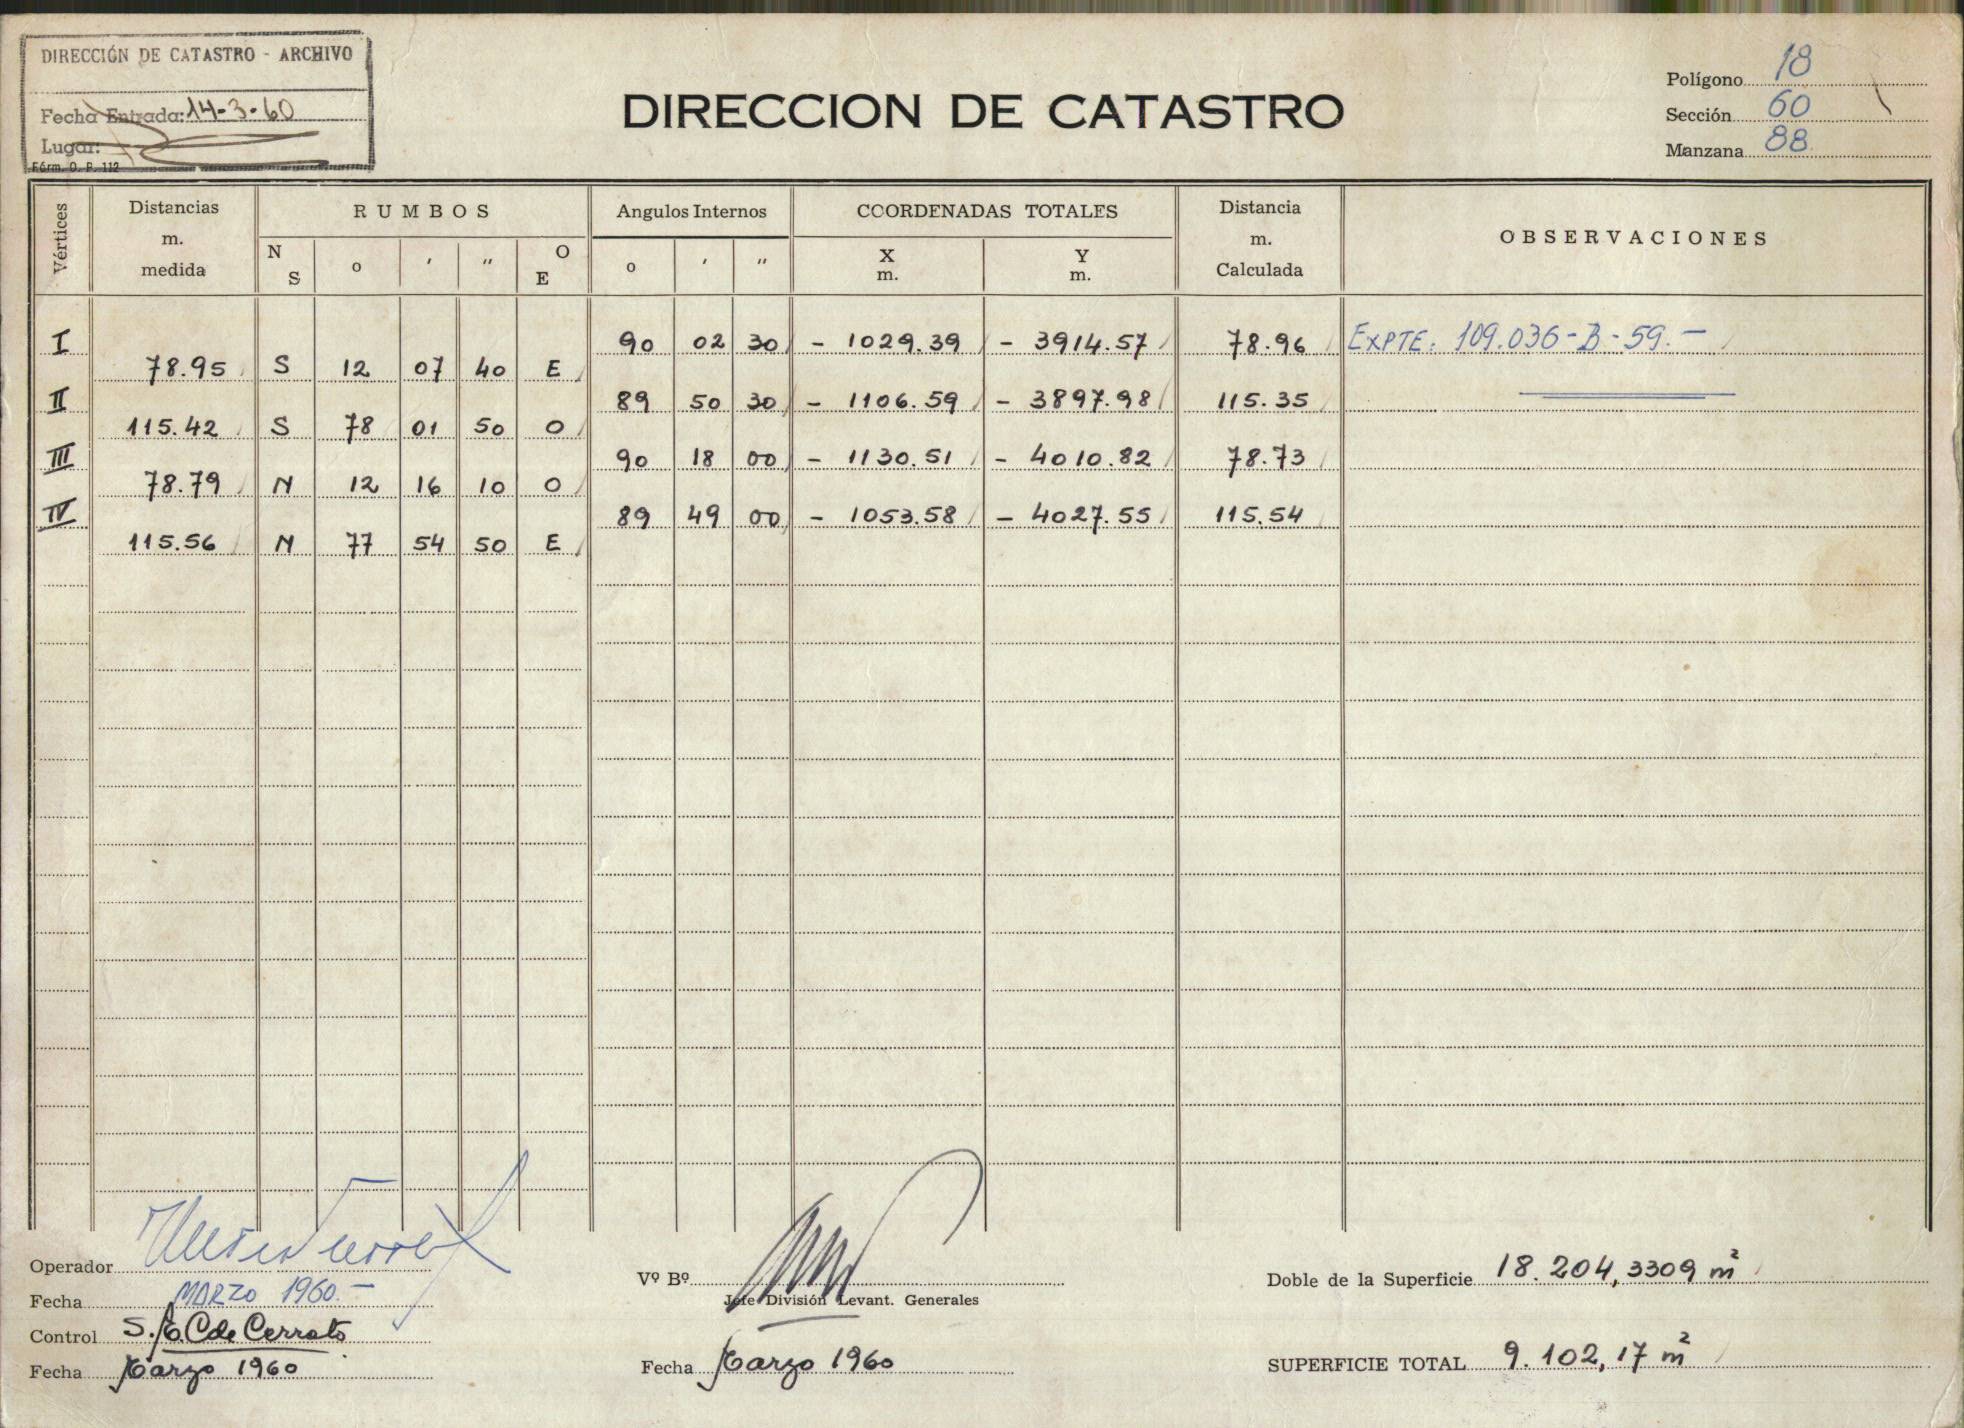 DIRECCIÓN DE CATASTRO - ARCHIVO
Fecha Entrada: 14-3-60
Lugar:
Fórm. O. P. 112
DIRECCION DE CATASTRO
Polígono 18
Sección 60
Manzana 88
Vértices
Distancias m. medida
RUMBOS
N S o ' " O E
Angulos Internos
o ' "
COORDENADAS TOTALES
X m. Y m.
Distancia m. Calculada
OBSERVACIONES
I 90 02 30 - 1029.39 - 3914.57 78.96 EXPTE: 109.036-B-59.-
78.95 S 12 07 40 E
II 89 50 30 - 1106.59 - 3897.98 115.35
115.42 S 78 01 50 O
III 90 18 00 - 1130.51 - 4010.82 78.73
78.79 N 12 16 10 O
IV 89 49 00 - 1053.58 - 4027.55 115.54
115.56 N 77 54 50 E
Operador
Fecha MARZO 1960.-
Control S. E. C de Cerrato
Fecha Marzo 1960
Vº Bº
Jefe División Levant. Generales
Fecha Marzo 1960
Doble de la Superficie 18.204,3309 m²
SUPERFICIE TOTAL 9.102,17 m²